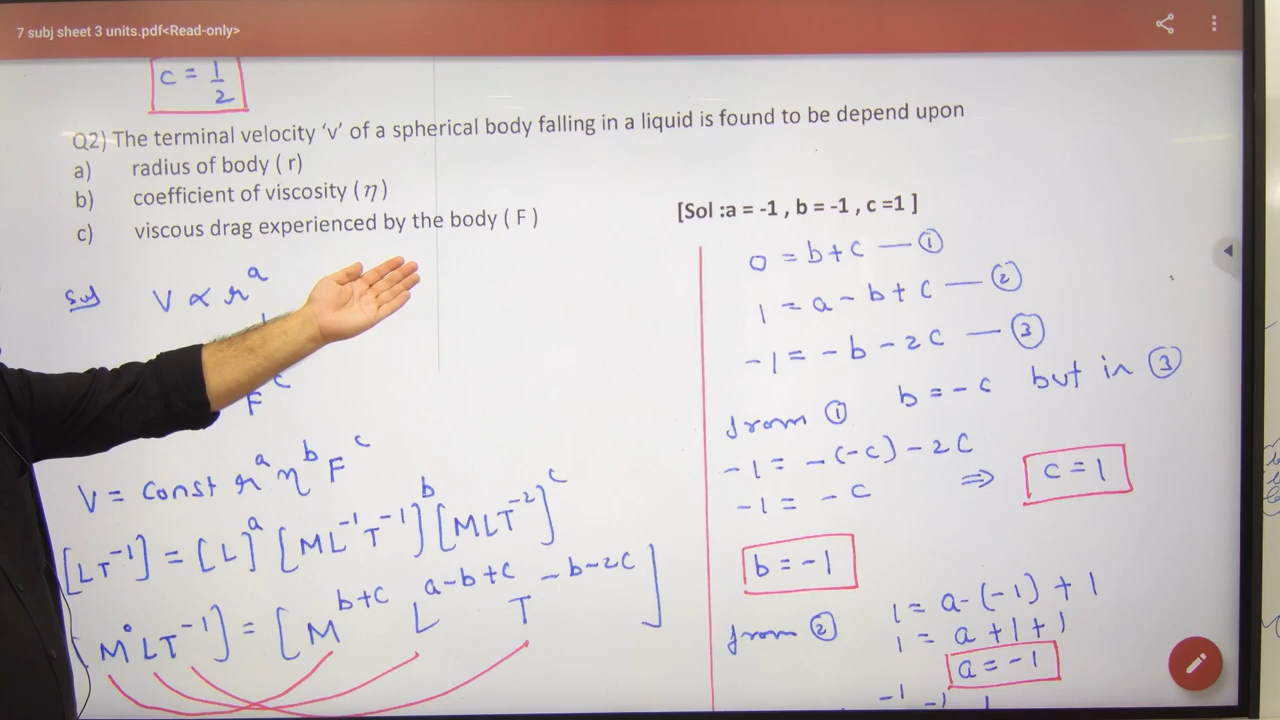 7 subj sheet 3 units.pdf<Read-only>
c = 1/2
Q2) The terminal velocity ‘v’ of a spherical body falling in a liquid is found to be depend upon
a) radius of body ( r)
b) coefficient of viscosity (η)
c) viscous drag experienced by the body ( F )
Sol V ∝ r^a
F^c
V = Const r^a η^b F^c
[LT^-1] = [L]^a [ML^-1T^-1]^b [MLT^-2]^c
[M^0LT^-1] = [M^b+c L^a-b+c T^-b-2c]
[Sol :a = -1 , b = -1 , c =1 ]
0 = b+c — ①
1 = a-b+c — ②
-1 = -b-2c — ③
from ① b = -c but in ③
-1 = -(-c) -2c
-1 = -c ⇒ c = 1
b = -1
from ② 1 = a-(-1)+1
1 = a+1+1
a = -1
-1 -1 1